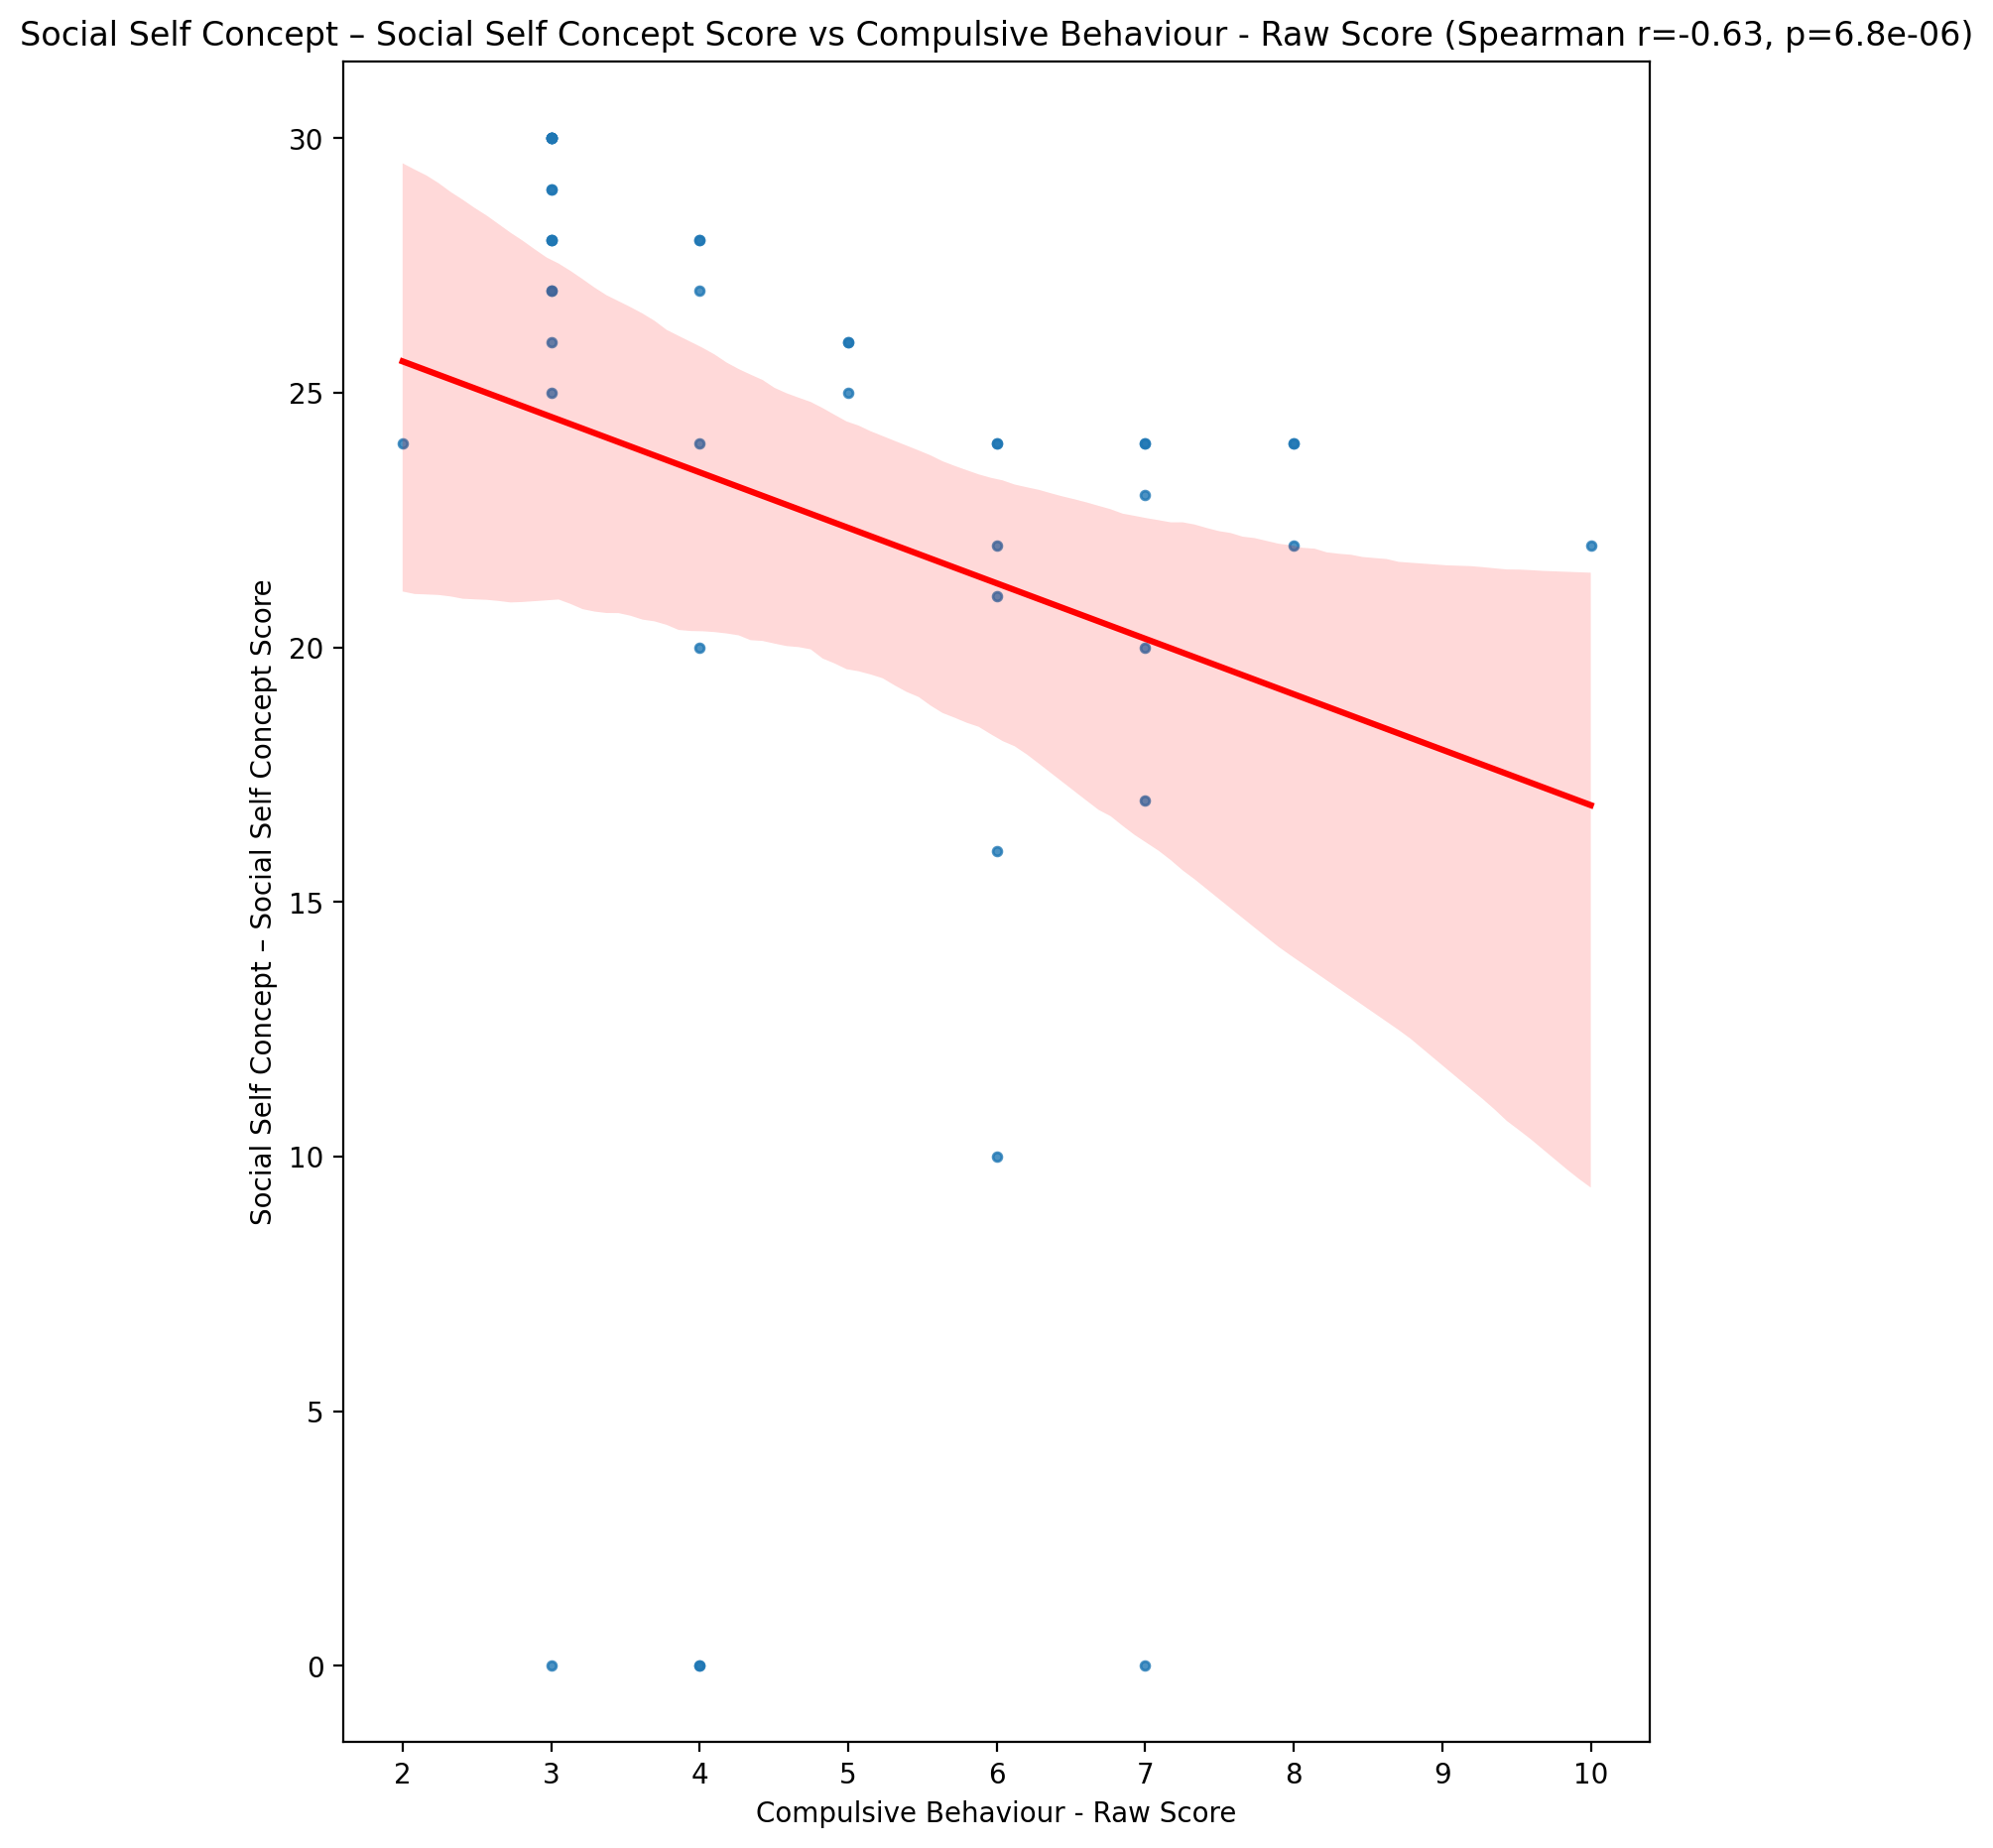 Social Self Concept – Social Self Concept Score vs Compulsive Behaviour - Raw Score (Spearman r=-0.63, p=6.8e-06)
Social Self Concept – Social Self Concept Score
30
25
20
15
10
5
0
2 3 4 5 6 7 8 9 10
Compulsive Behaviour - Raw Score